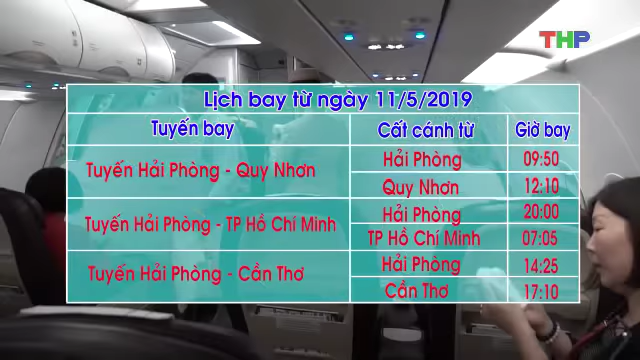 THP
Lịch bay từ ngày 11/5/2019
Tuyến bay Cất cánh từ Giờ bay
Tuyến Hải Phòng - Quy Nhơn
Hải Phòng 09:50
Quy Nhơn 12:10
Tuyến Hải Phòng - TP Hồ Chí Minh
Hải Phòng 20:00
TP Hồ Chí Minh 07:05
Tuyến Hải Phòng - Cần Thơ
Hải Phòng 14:25
Cần Thơ 17:10